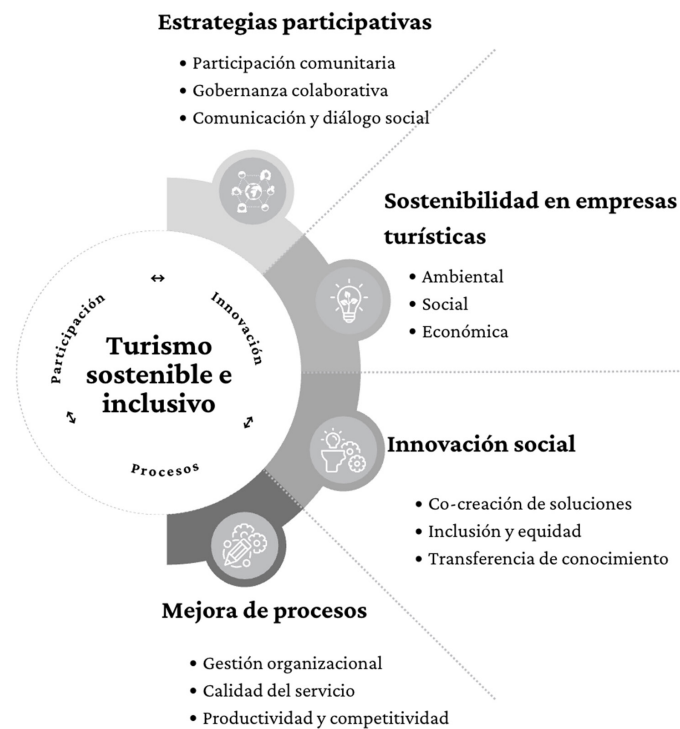 Estrategias participativas
• Participación comunitaria
• Gobernanza colaborativa
• Comunicación y diálogo social
Sostenibilidad en empresas
turísticas
• Ambiental
• Social
• Económica
Participación
Innovación
Turismo
sostenible e
inclusivo
Procesos
Innovación social
• Co-creación de soluciones
• Inclusión y equidad
• Transferencia de conocimiento
Mejora de procesos
• Gestión organizacional
• Calidad del servicio
• Productividad y competitividad